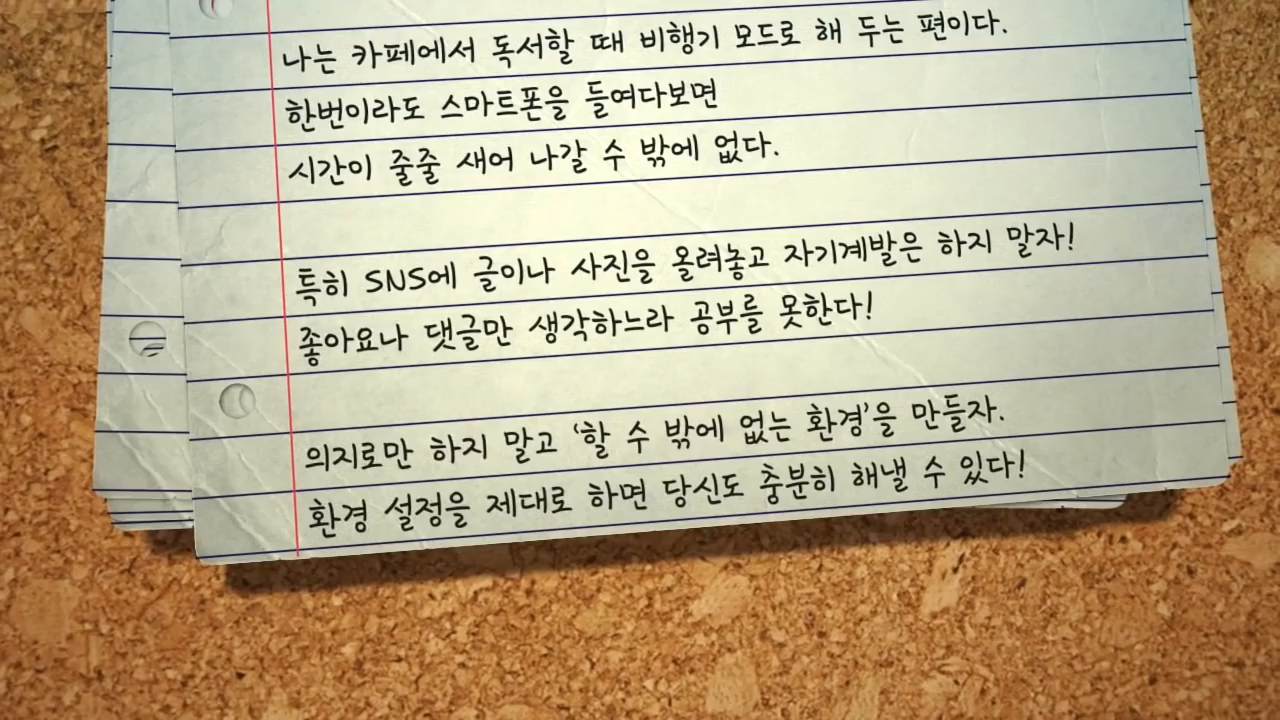 나는 카페에서 독서할 때 비행기 모드로 해 두는 편이다.
한번이라도 스마트폰을 들여다보면
시간이 줄줄 새어 나갈 수 밖에 없다.
특히 SNS에 글이나 사진을 올려놓고 자기계발은 하지 말자!
좋아요나 댓글만 생각하느라 공부를 못한다!
의지로만 하지 말고 '할 수 밖에 없는 환경'을 만들자.
환경 설정을 제대로 하면 당신도 충분히 해낼 수 있다!